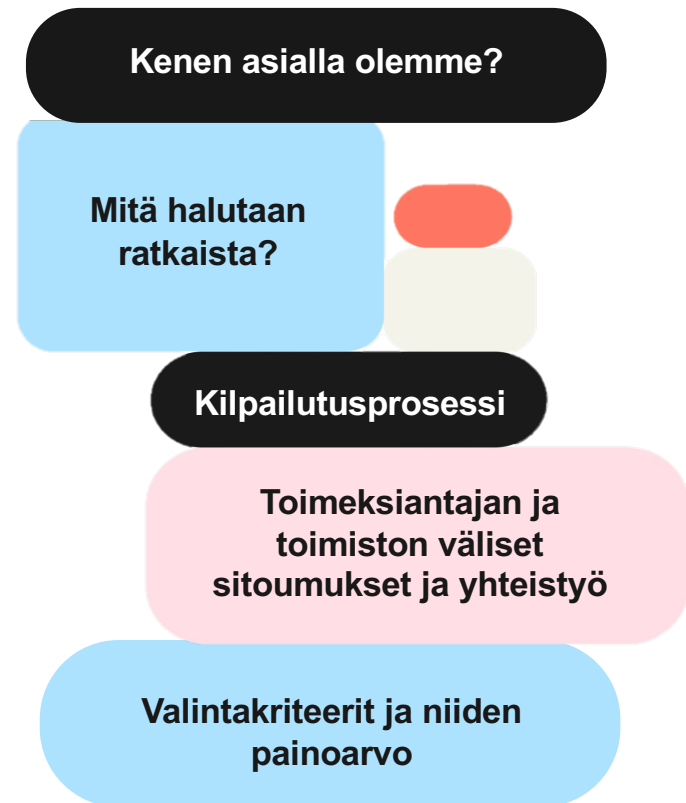 Kenen asialla olemme?
Mitä halutaan
ratkaista?
Kilpailutusprosessi
Toimeksiantajan ja
toimiston väliset
sitoumukset ja yhteistyö
Valintakriteerit ja niiden
painoarvo